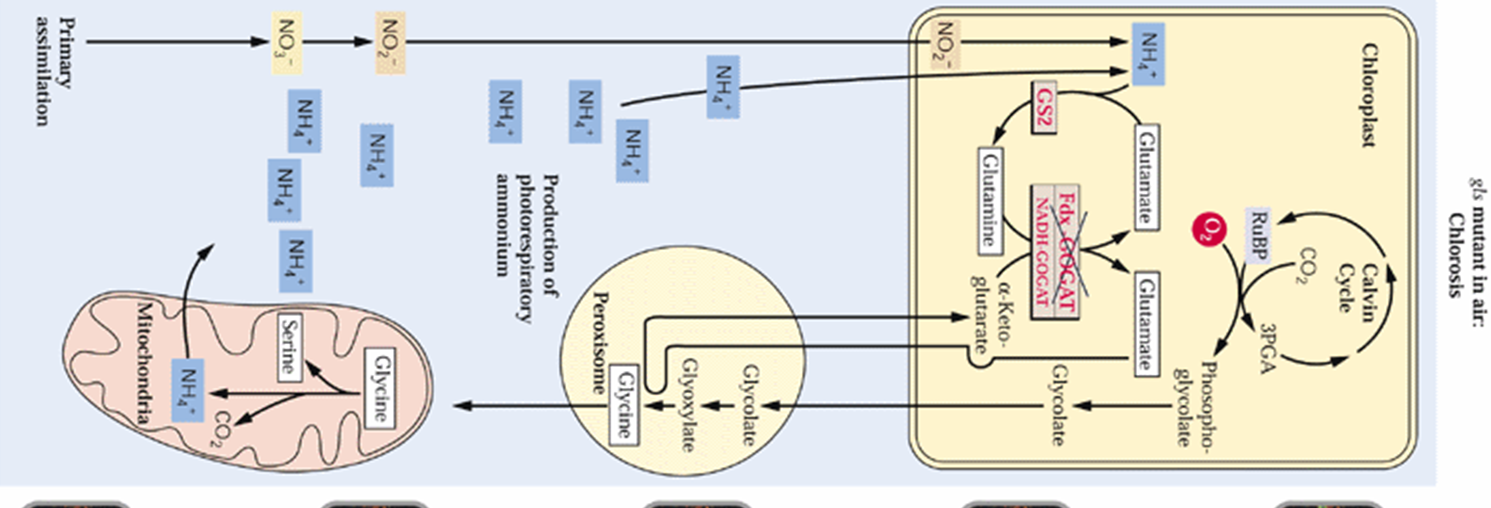 gls mutant in air:
Chlorosis
Chloroplast
Calvin
Cycle
CO2
RuBP
3PGA
O2
Phosopho-
glycolate
NH4+
Glutamate
Glutamate
GS2
Fdx-GOGAT
NADH-GOGAT
Glutamine
α-Keto-
glutarate
Glycolate
NO2-
NH4+
NH4+
NH4+
NH4+
Production of
photorespiratory
ammonium
Glycolate
Glyoxylate
Glycine
Peroxisome
NO2-
NO3-
NH4+
NH4+
NH4+
NH4+
Glycine
Serine
CO2
NH4+
Mitochondria
Primary
assimilation